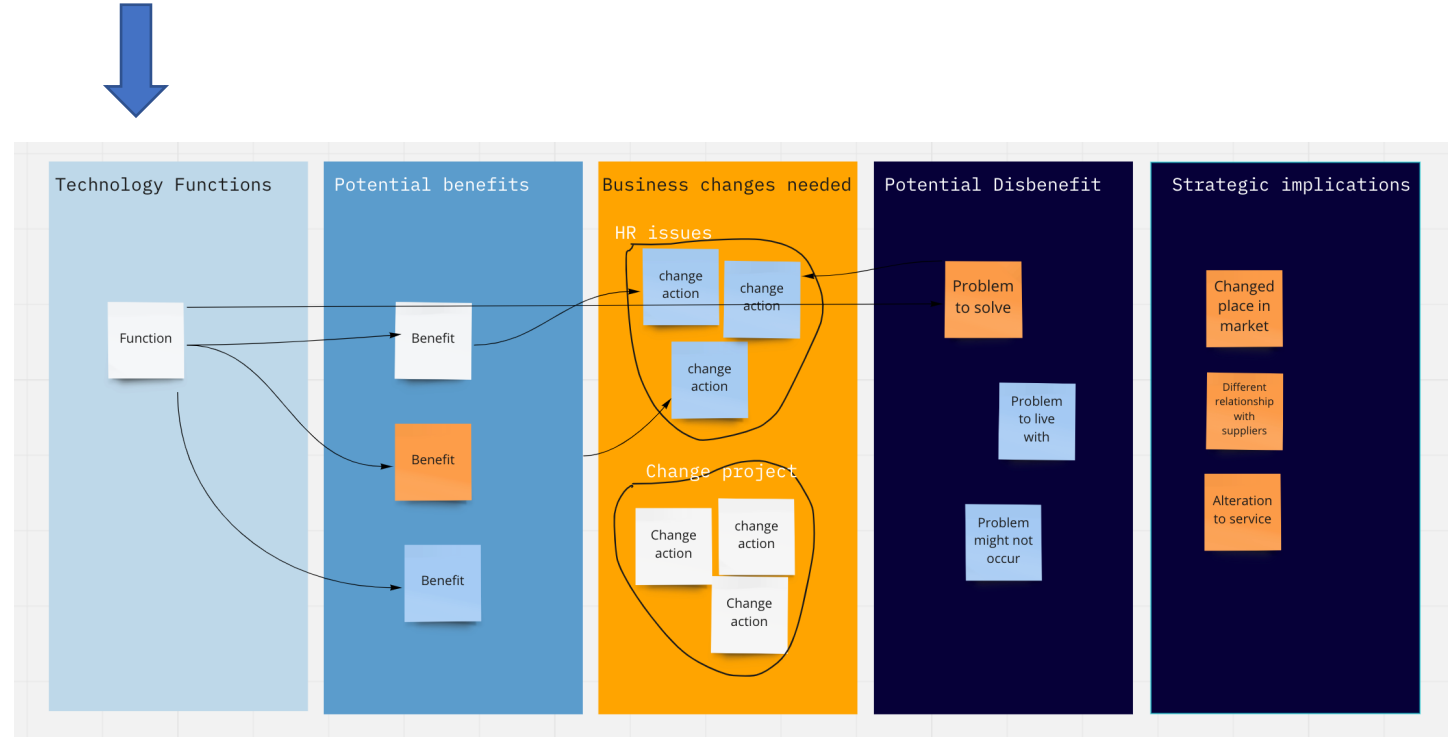 Technology Functions
Function
Potential benefits
Benefit
Benefit
Benefit
Business changes needed
HR issues
change
action
change
action
change
action
Change project
Change
action
change
action
Change
action
Potential Disbenefit
Problem
to solve
Problem
to live
with
Problem
might not
occur
Strategic implications
Changed
place in
market
Different
relationship
with
suppliers
Alteration
to service